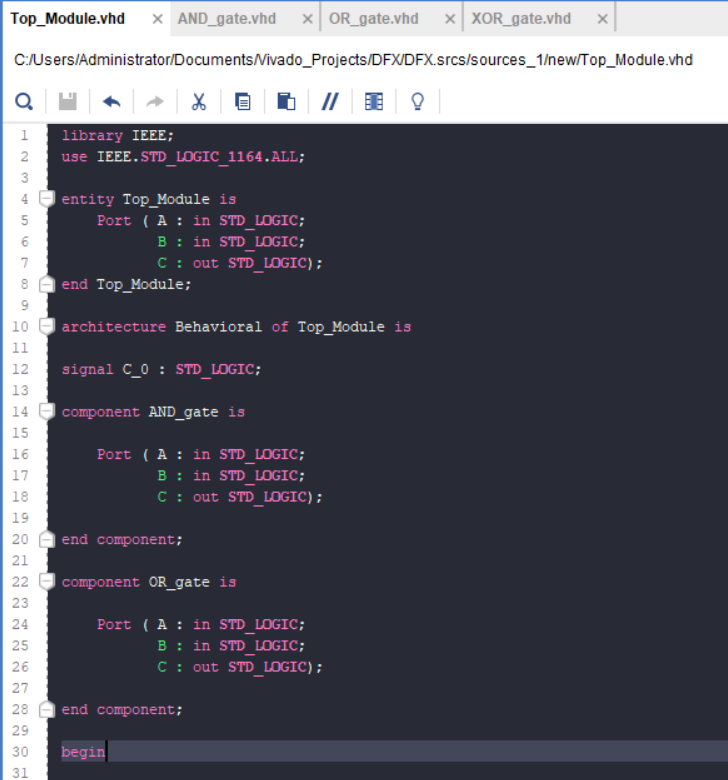 Top_Module.vhd × AND_gate.vhd × OR_gate.vhd × XOR_gate.vhd ×
C:/Users/Administrator/Documents/Vivado_Projects/DFX/DFX.srcs/sources_1/new/Top_Module.vhd
1 library IEEE;
2 use IEEE.STD_LOGIC_1164.ALL;
3
4 entity Top_Module is
5 Port ( A : in STD_LOGIC;
6 B : in STD_LOGIC;
7 C : out STD_LOGIC);
8 end Top_Module;
9
10 architecture Behavioral of Top_Module is
11
12 signal C_0 : STD_LOGIC;
13
14 component AND_gate is
15
16 Port ( A : in STD_LOGIC;
17 B : in STD_LOGIC;
18 C : out STD_LOGIC);
19
20 end component;
21
22 component OR_gate is
23
24 Port ( A : in STD_LOGIC;
25 B : in STD_LOGIC;
26 C : out STD_LOGIC);
27
28 end component;
29
30 begin
31